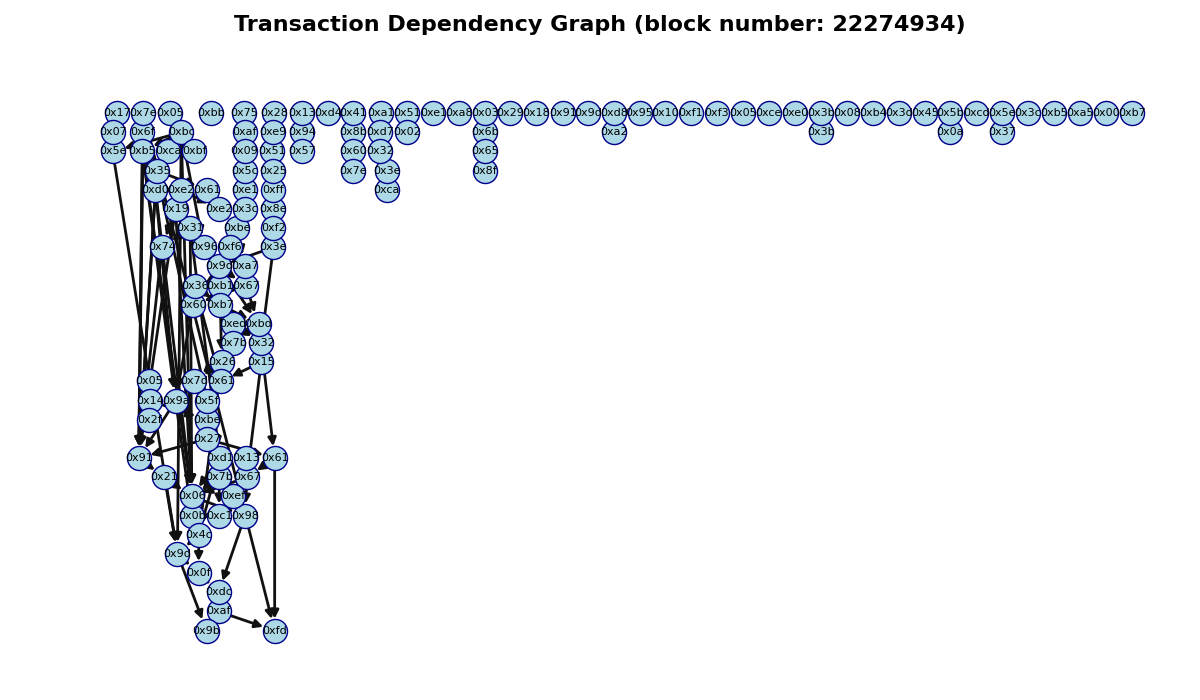 Transaction Dependency Graph (block number: 22274934)
0x17 0x7e 0x05 0xbb 0x75 0x28 0x13 0xd4 0x41 0xa1 0x51 0xe1 0xa8 0x03 0x29 0x18 0x91 0x9c 0xd8 0x95 0x10 0xf1 0xf3 0x05 0xce 0xe0 0x3b 0x08 0xb4 0x3d 0x45 0x5b 0xcd 0x5e 0x3c 0xb5 0xa5 0x00 0xb7
0x07 0x6f 0xbc 0xaf 0xe9 0x94 0x8b 0xd7 0x02 0x6b 0xa2 0x3b 0x0a 0x37
0x5e 0xb5 0xca 0xbf 0x09 0x51 0x53 0x60 0x32 0x65
0x35 0x5c 0x25 0x7e 0x3e 0x8f
0xd0 0xe2 0x61 0xe1 0xff 0xca
0x19 0xe2 0x3c 0x8e
0x31 0xbe 0xf2
0x74 0x96 0xf6 0x3e
0x9c 0xa7
0x36 0xb1 0x67
0x60 0xb7
0xed 0xbd
0x7b 0x32
0x26 0x15
0x05 0x7d 0x61
0x14 0x9a 0x5f
0x2f 0xbe
0x27
0x91 0xd1 0x13 0x61
0x21 0x7b 0x67
0x06 0xef
0x0b 0xc1 0x98
0x4c
0x9d
0x0f
0xdc
0xaf
0x9b 0xfd